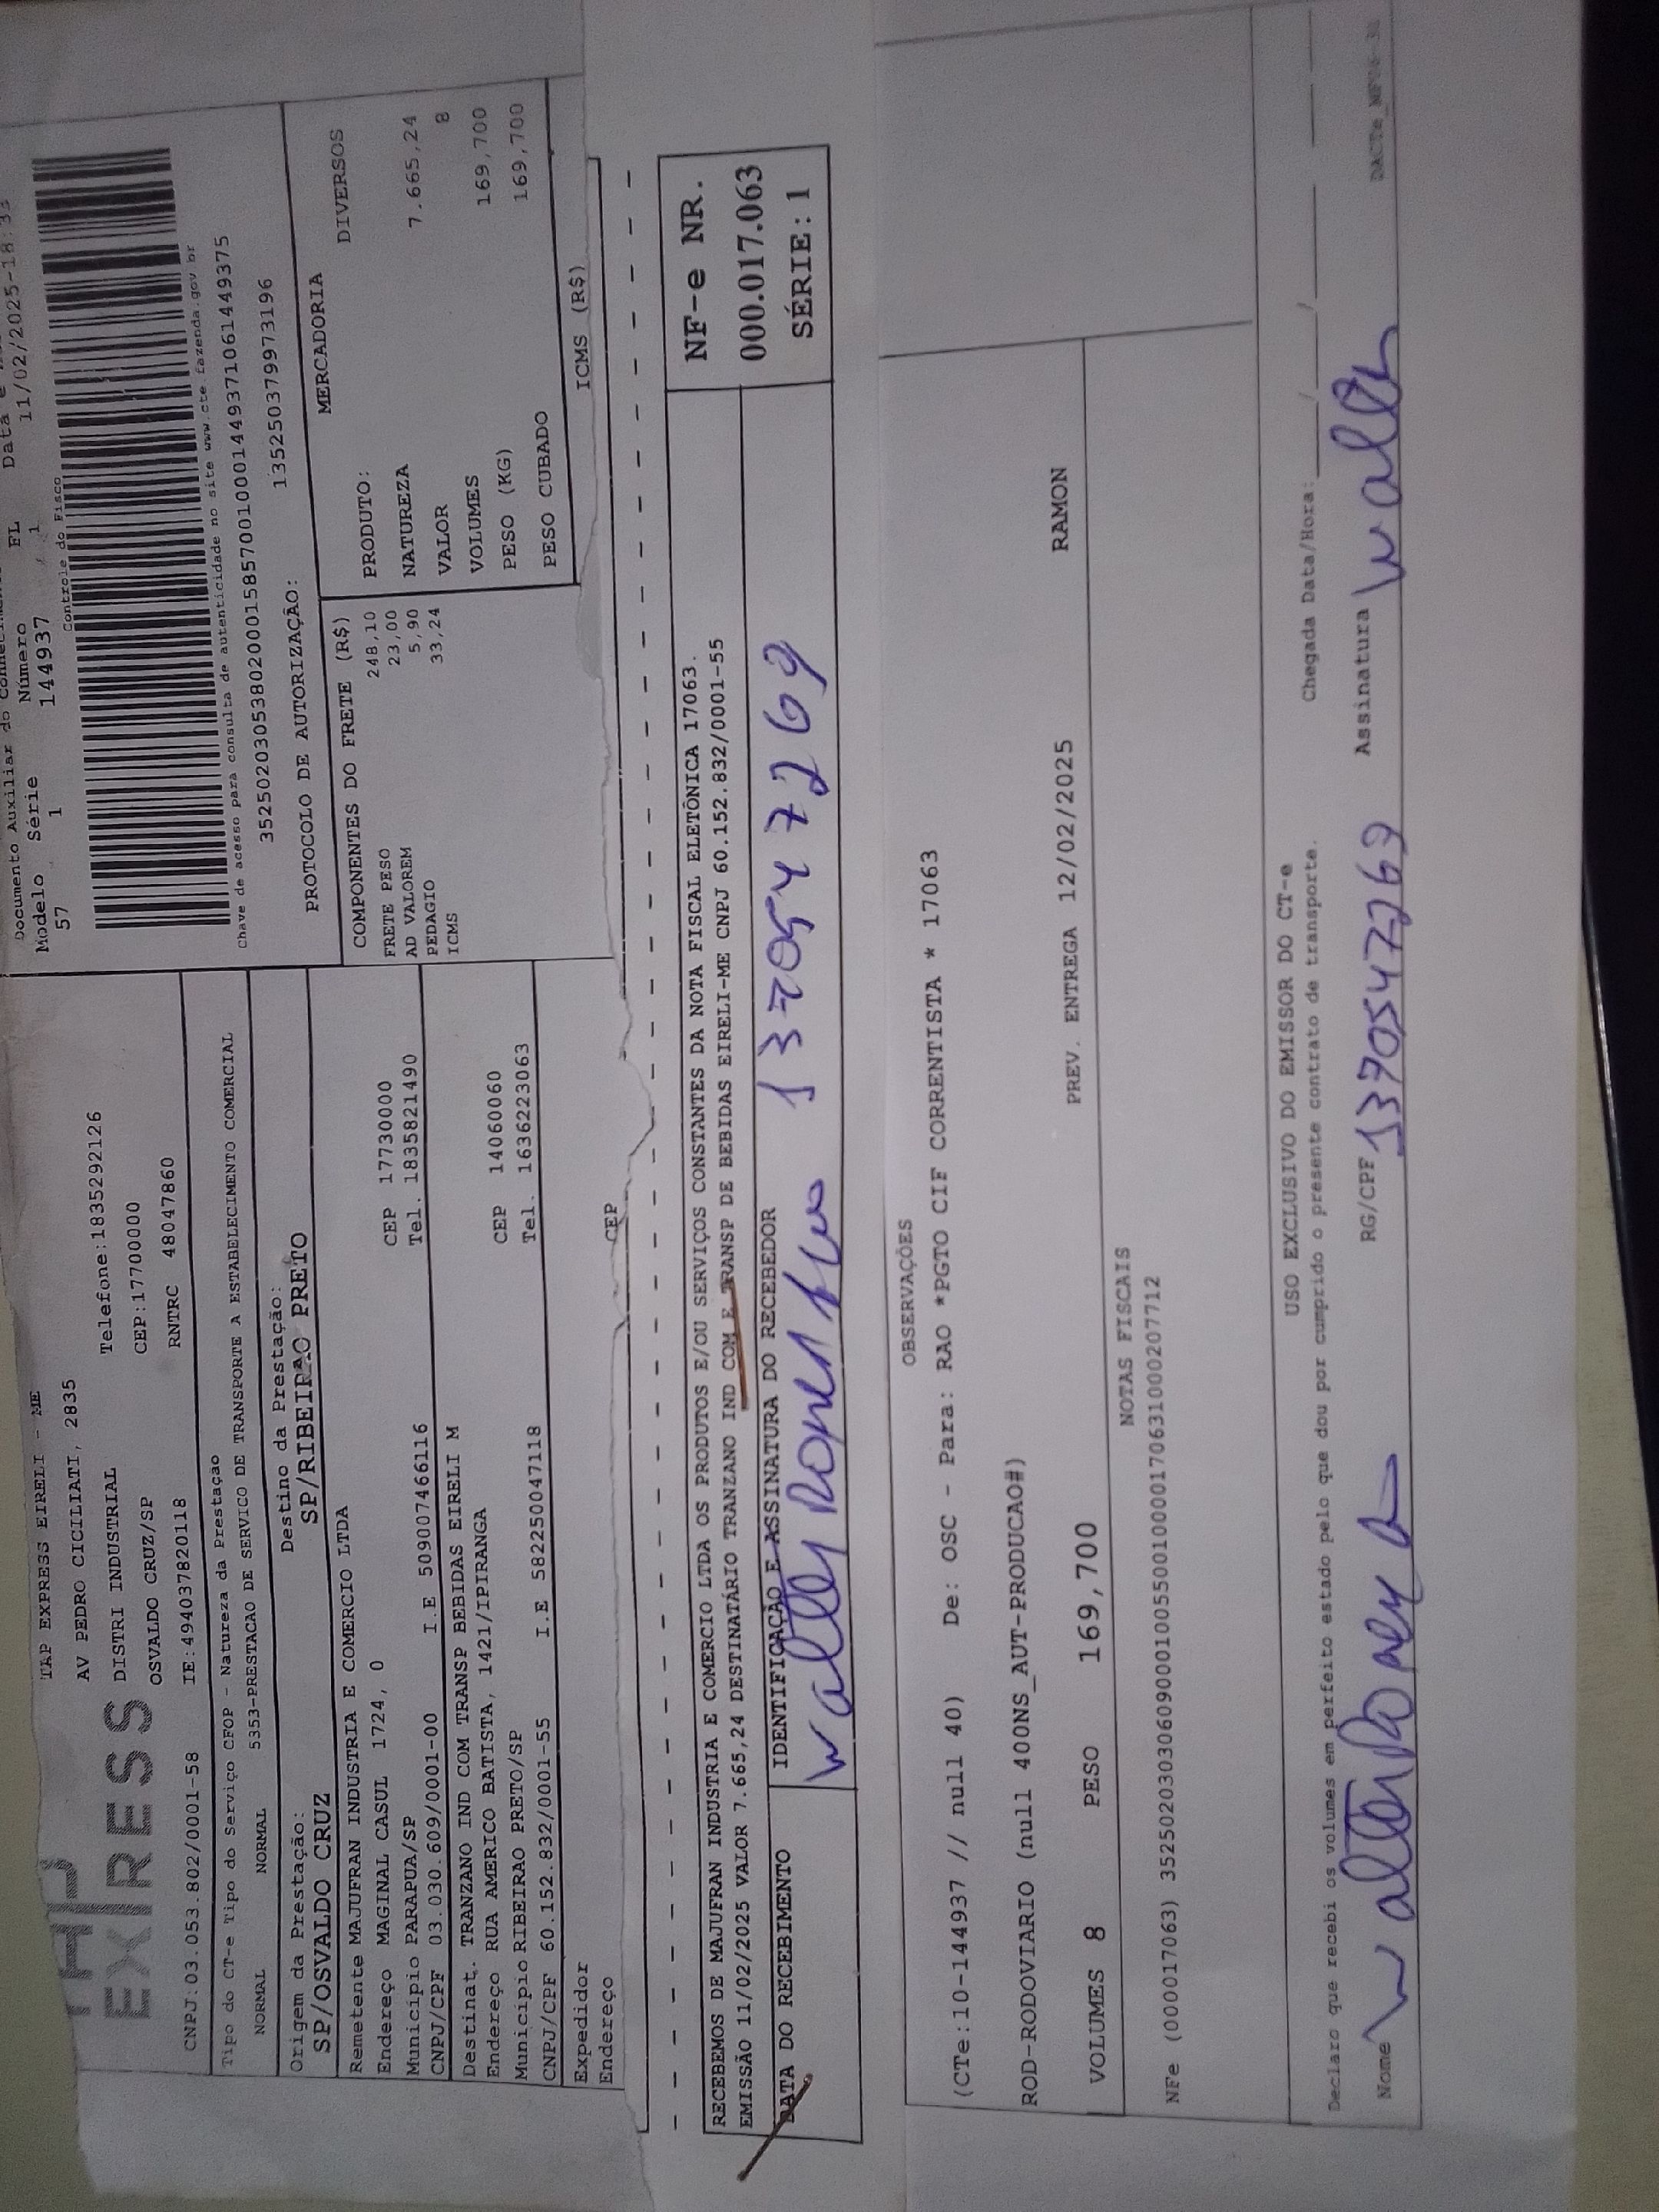 TAP EXPRESS EIRELI - ME
AV PEDRO CICILIATI, 2835
EXPRESS DISTRI INDUSTRIAL Telefone:1835292126
OSVALDO CRUZ/SP CEP:17700000
CNPJ:03.053.802/0001-58 IE:494037820118 RNTRC 48047860
Documento Auxiliar do
Modelo Série Número FL Data e
57 1 144937 1 11/02/2025-18:33
Controle do Fisco
Chave de acesso para consulta de autenticidade no site www.cte fazenda.gov br
35250203053802000158570010001449371061449375
PROTOCOLO DE AUTORIZAÇÃO: 135250379973196
Tipo do CT-e Tipo do Serviço CFOP - Natureza da Prestação
NORMAL NORMAL 5353-PRESTACAO DE SERVICO DE TRANSPORTE A ESTABELECIMENTO COMERCIAL
Origem da Prestação: Destino da Prestação:
SP/OSVALDO CRUZ SP/RIBEIRAO PRETO
Remetente MAJUFRAN INDUSTRIA E COMERCIO LTDA
Endereço MAGINAL CASUL 1724, 0 CEP 17730000
Município PARAPUA/SP Tel. 1835821490
CNPJ/CPF 03.030.609/0001-00 I.E 509007466116
Destinat. TRANZANO IND COM TRANSP BEBIDAS EIRELI M
Endereço RUA AMERICO BATISTA, 1421/IPIRANGA CEP 14060060
Município RIBEIRAO PRETO/SP Tel. 1636223063
CNPJ/CPF 60.152.832/0001-55 I.E 582250047118
Expedidor
Endereço CEP
COMPONENTES DO FRETE (R$)
FRETE PESO 248,10
AD VALOREM 23,00
PEDAGIO 5,90
ICMS 33,24
MERCADORIA
PRODUTO: DIVERSOS
NATUREZA
VALOR 7.665,24
VOLUMES 8
PESO (KG) 169,700
PESO CUBADO 169,700
ICMS (R$)
RECEBEMOS DE MAJUFRAN INDUSTRIA E COMERCIO LTDA OS PRODUTOS E/OU SERVIÇOS CONSTANTES DA NOTA FISCAL ELETÔNICA 17063.
EMISSÃO 11/02/2025 VALOR 7.665,24 DESTINATÁRIO TRANZANO IND COM E TRANSP DE BEBIDAS EIRELI-ME CNPJ 60.152.832/0001-55
DATA DO RECEBIMENTO IDENTIFICAÇÃO E ASSINATURA DO RECEBEDOR
1370547269
NF-e NR.
000.017.063
SÉRIE: 1
OBSERVAÇÕES
(CTe:10-144937 // null 40) De: OSC - Para: RAO *PGTO CIF CORRENTISTA * 17063
ROD-RODOVIARIO (null 400NS_AUT-PRODUCAO#)
PREV. ENTREGA 12/02/2025 RAMON
VOLUMES 8 PESO 169,700
NOTAS FISCAIS
NFe (000017063) 35250203030609000100550010000170631000207712
USO EXCLUSIVO DO EMISSOR DO CT-e
Declaro que recebi os volumes em perfeito estado pelo que dou por cumprido o presente contrato de transporte. Chegada Data/Hora:____/____/____
Nome RG/CPF 13705477269 Assinatura